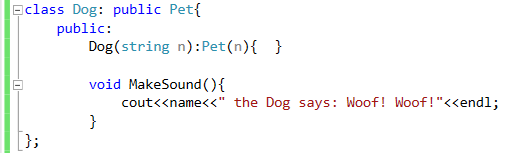 class Dog: public Pet{
public:
Dog(string n):Pet(n){  }
void MakeSound(){
cout<<name<<" the Dog says: Woof! Woof!"<<endl;
}
};